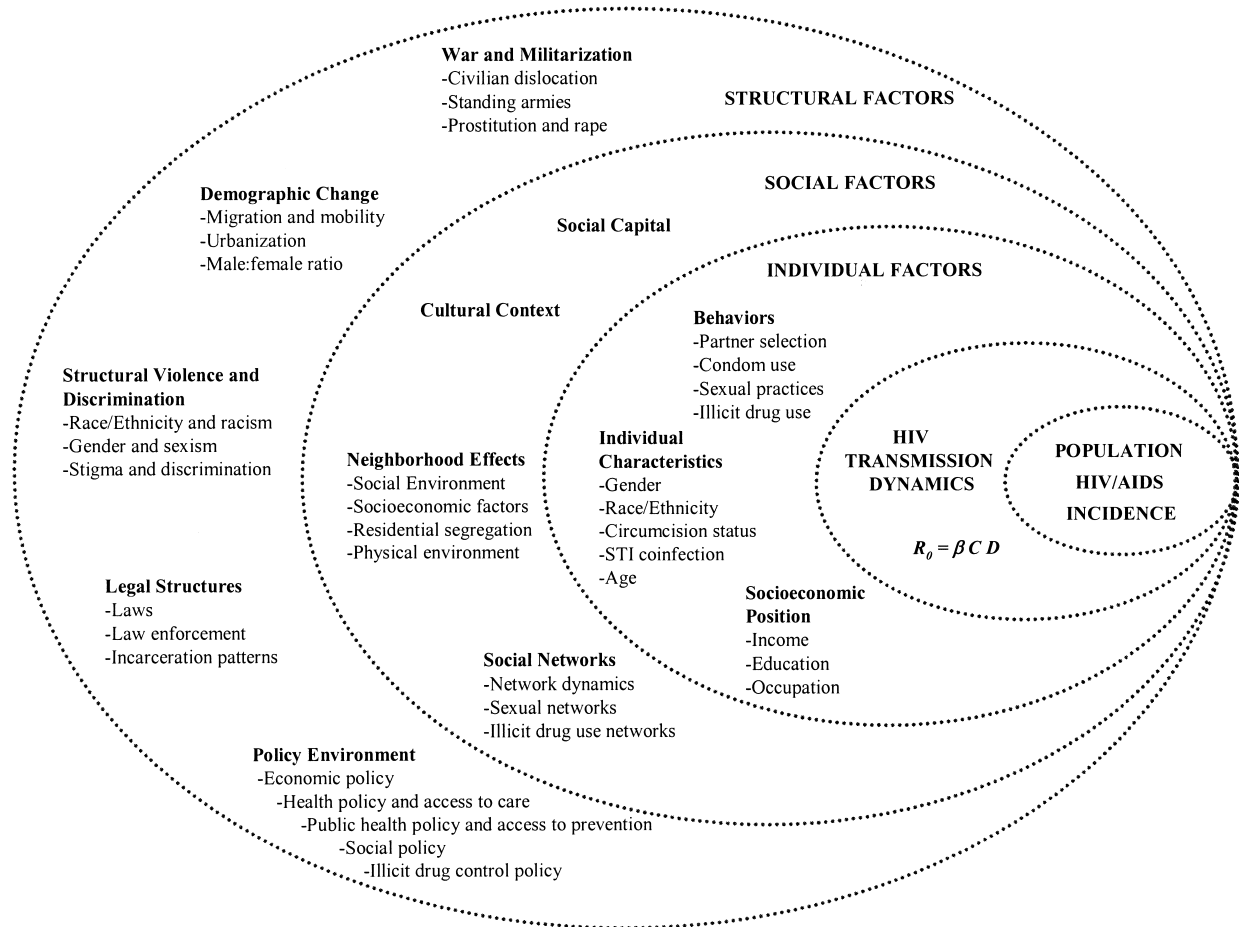 War and Militarization
-Civilian dislocation
-Standing armies
-Prostitution and rape
STRUCTURAL FACTORS
Demographic Change
-Migration and mobility
-Urbanization
-Male:female ratio
SOCIAL FACTORS
Social Capital
Cultural Context
INDIVIDUAL FACTORS
Behaviors
-Partner selection
-Condom use
-Sexual practices
-Illicit drug use
Structural Violence and
Discrimination
-Race/Ethnicity and racism
-Gender and sexism
-Stigma and discrimination
Neighborhood Effects
-Social Environment
-Socioeconomic factors
-Residential segregation
-Physical environment
Individual
Characteristics
-Gender
-Race/Ethnicity
-Circumcision status
-STI coinfection
-Age
HIV
TRANSMISSION
DYNAMICS
R₀ = β C D
POPULATION
HIV/AIDS
INCIDENCE
Legal Structures
-Laws
-Law enforcement
-Incarceration patterns
Socioeconomic
Position
-Income
-Education
-Occupation
Social Networks
-Network dynamics
-Sexual networks
-Illicit drug use networks
Policy Environment
-Economic policy
-Health policy and access to care
-Public health policy and access to prevention
-Social policy
-Illicit drug control policy